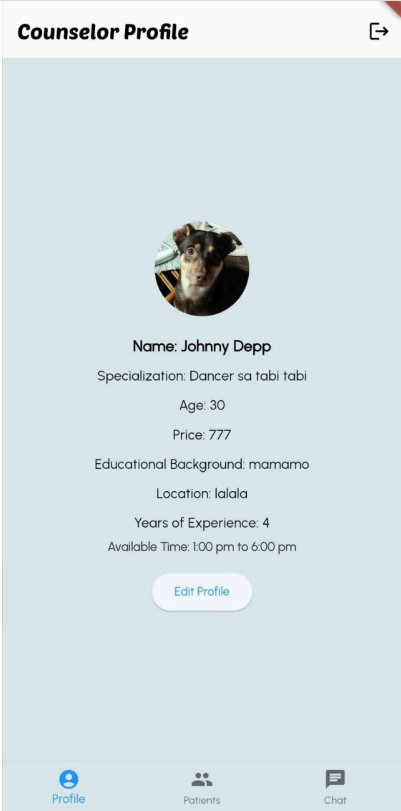 Counselor Profile
Name: Johnny Depp
Specialization: Dancer sa tabi tabi
Age: 30
Price: 777
Educational Background: mamamo
Location: lalala
Years of Experience: 4
Available Time: 1:00 pm to 6:00 pm
Edit Profile
Profile
Patients
Chat